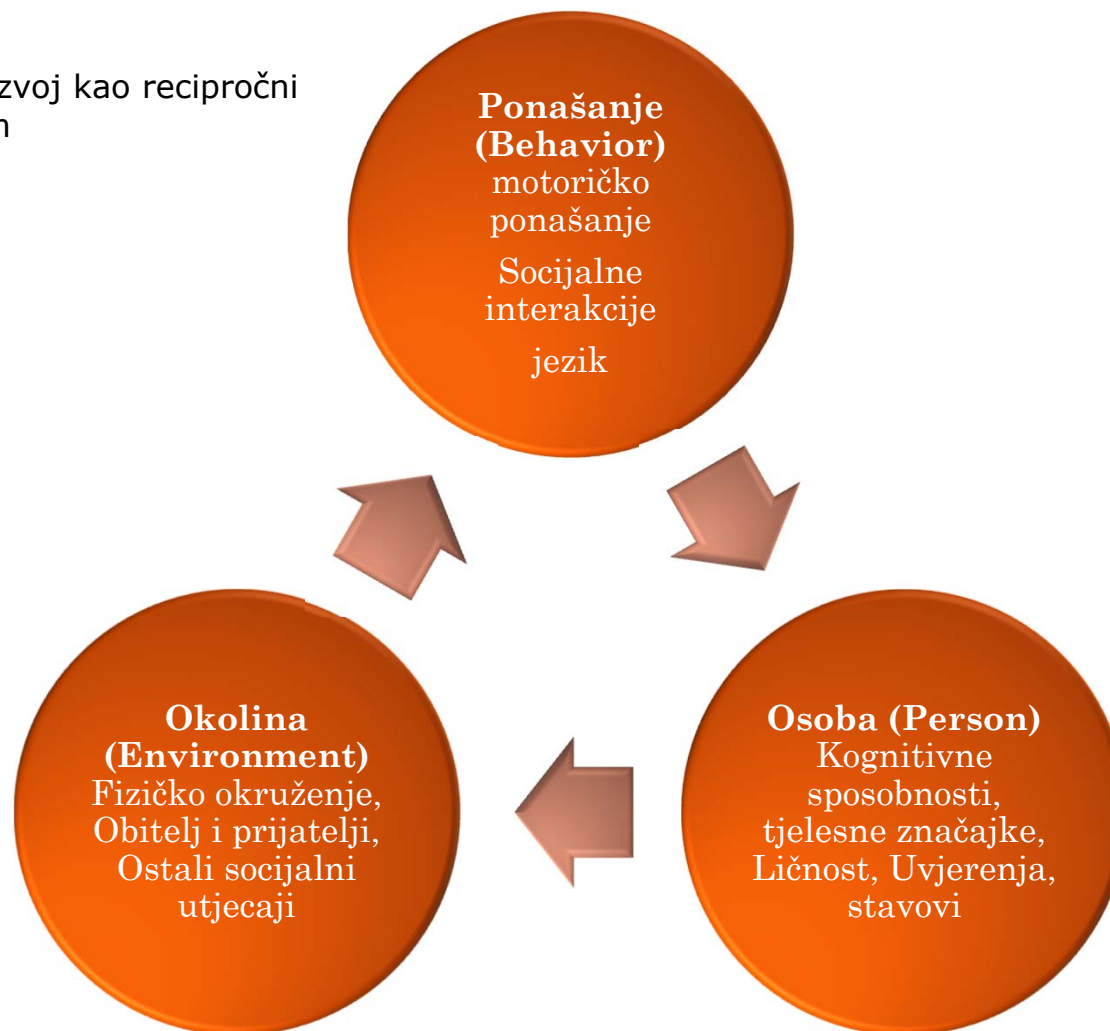 zvoj kao recipročni
Ponašanje
(Behavior)
motoričko
ponašanje
Socijalne
interakcije
jezik
Okolina
(Environment)
Fizičko okruženje,
Obitelj i prijatelji,
Ostali socijalni
utjecaji
Osoba (Person)
Kognitivne
sposobnosti,
tjelesne značajke,
Ličnost, Uvjerenja,
stavovi